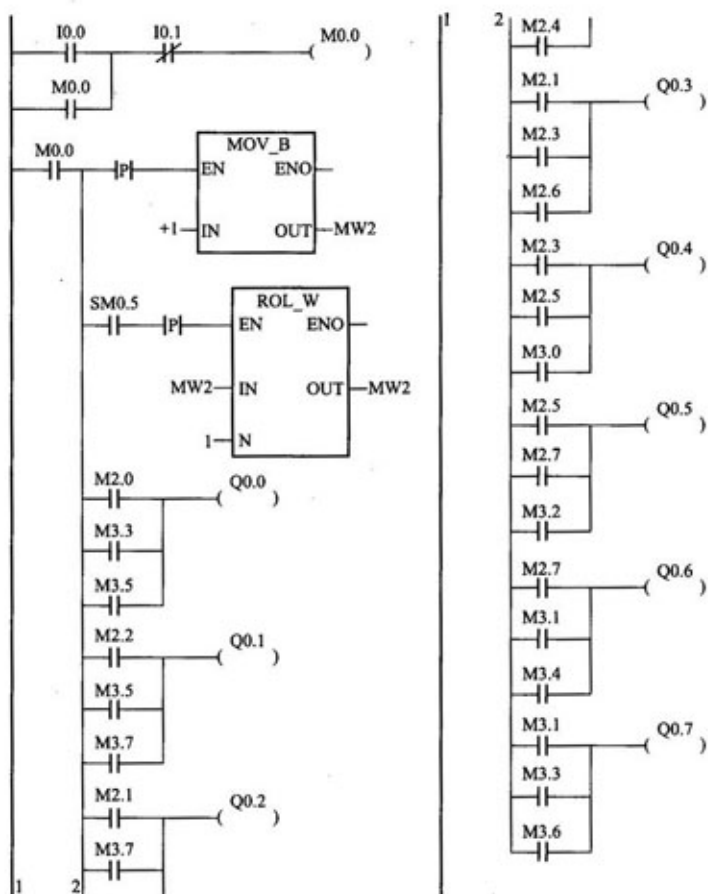 I0.0 I0.1 M0.0
M0.0
M0.0 P MOV_B
EN ENO
+1 IN OUT MW2
SM0.5 P ROL_W
EN ENO
MW2 IN OUT MW2
1 N
M2.0 Q0.0
M3.3
M3.5
M2.2 Q0.1
M3.5
M3.7
M2.1 Q0.2
M3.7
1 2
1 2
M2.4
M2.1 Q0.3
M2.3
M2.6
M2.3 Q0.4
M2.5
M3.0
M2.5 Q0.5
M2.7
M3.2
M2.7 Q0.6
M3.1
M3.4
M3.1 Q0.7
M3.3
M3.6